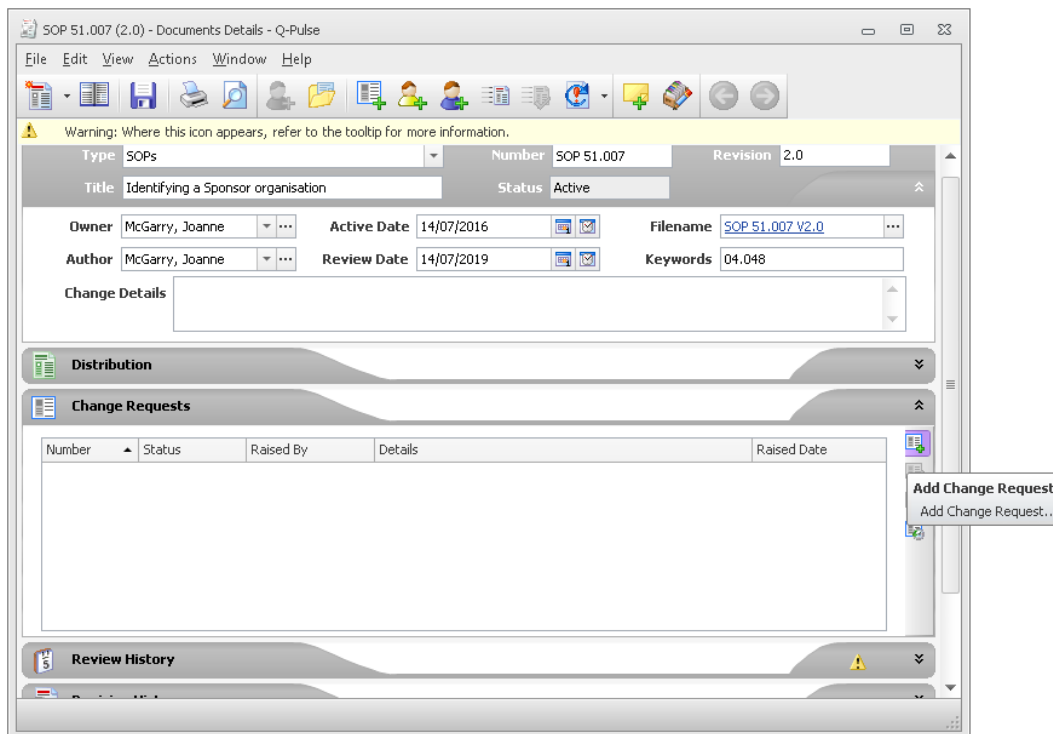 SOP 51.007 (2.0) - Documents Details - Q-Pulse
File Edit View Actions Window Help
Warning: Where this icon appears, refer to the tooltip for more information.
Type SOPs Number SOP 51.007 Revision 2.0
Title Identifying a Sponsor organisation Status Active
Owner McGarry, Joanne Active Date 14/07/2016 Filename SOP 51.007 V2.0
Author McGarry, Joanne Review Date 14/07/2019 Keywords 04.048
Change Details
Distribution
Change Requests
Number Status Raised By Details Raised Date
Add Change Request
Add Change Request..
5
Review History